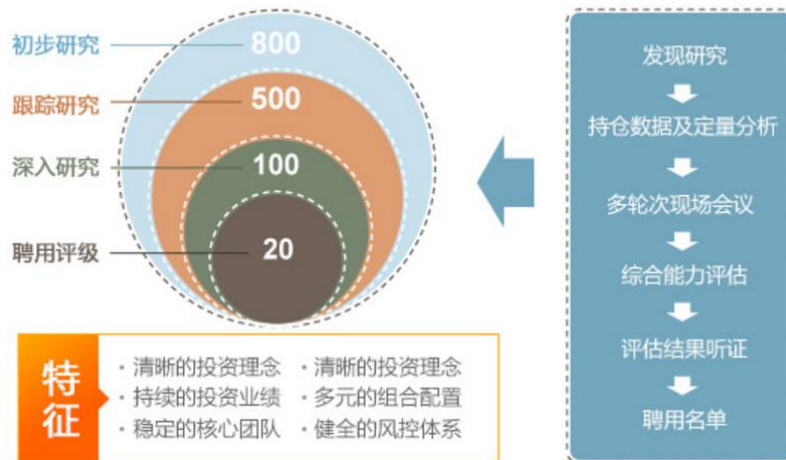 初步研究 800
跟踪研究 500
深入研究 100
聘用评级 20
特征
· 清晰的投资理念 · 清晰的投资理念
· 持续的投资业绩 · 多元的组合配置
· 稳定的核心团队 · 健全的风控体系
发现研究
持仓数据及定量分析
多轮次现场会议
综合能力评估
评估结果听证
聘用名单